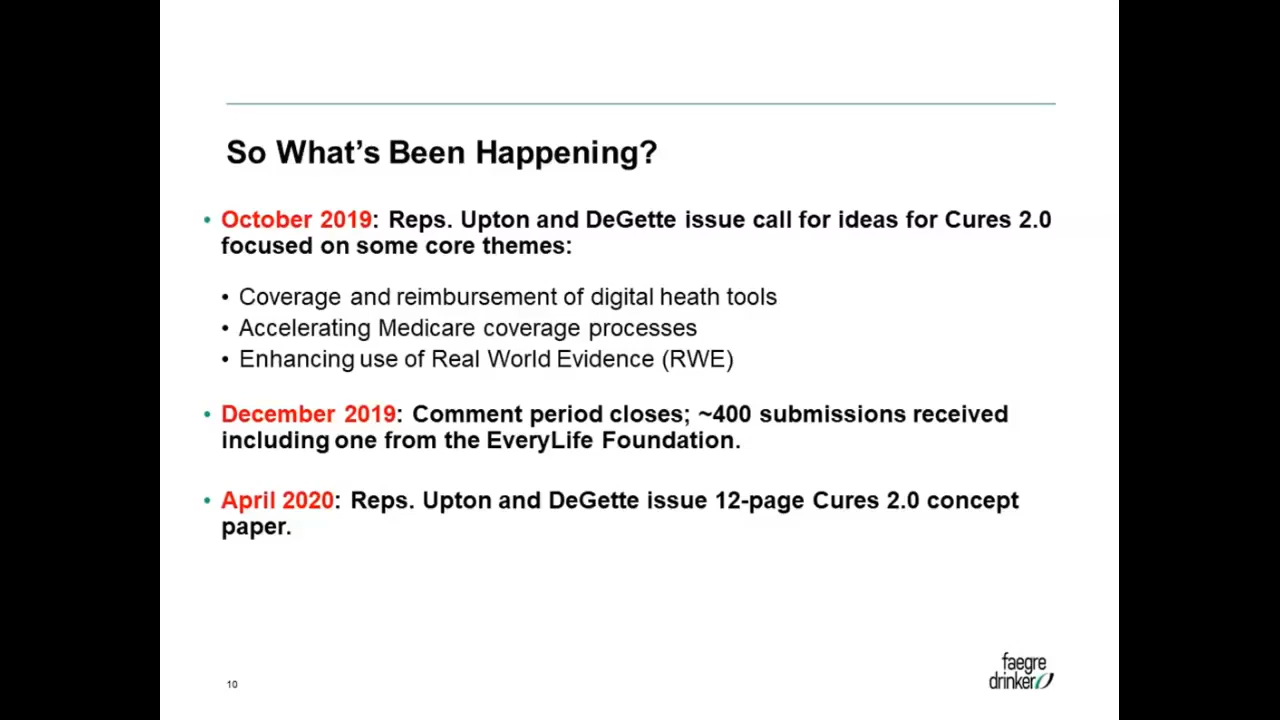 So What’s Been Happening?
• October 2019: Reps. Upton and DeGette issue call for ideas for Cures 2.0
focused on some core themes:
• Coverage and reimbursement of digital heath tools
• Accelerating Medicare coverage processes
• Enhancing use of Real World Evidence (RWE)
• December 2019: Comment period closes; ~400 submissions received
including one from the EveryLife Foundation.
• April 2020: Reps. Upton and DeGette issue 12-page Cures 2.0 concept
paper.
10
faegre
drinker